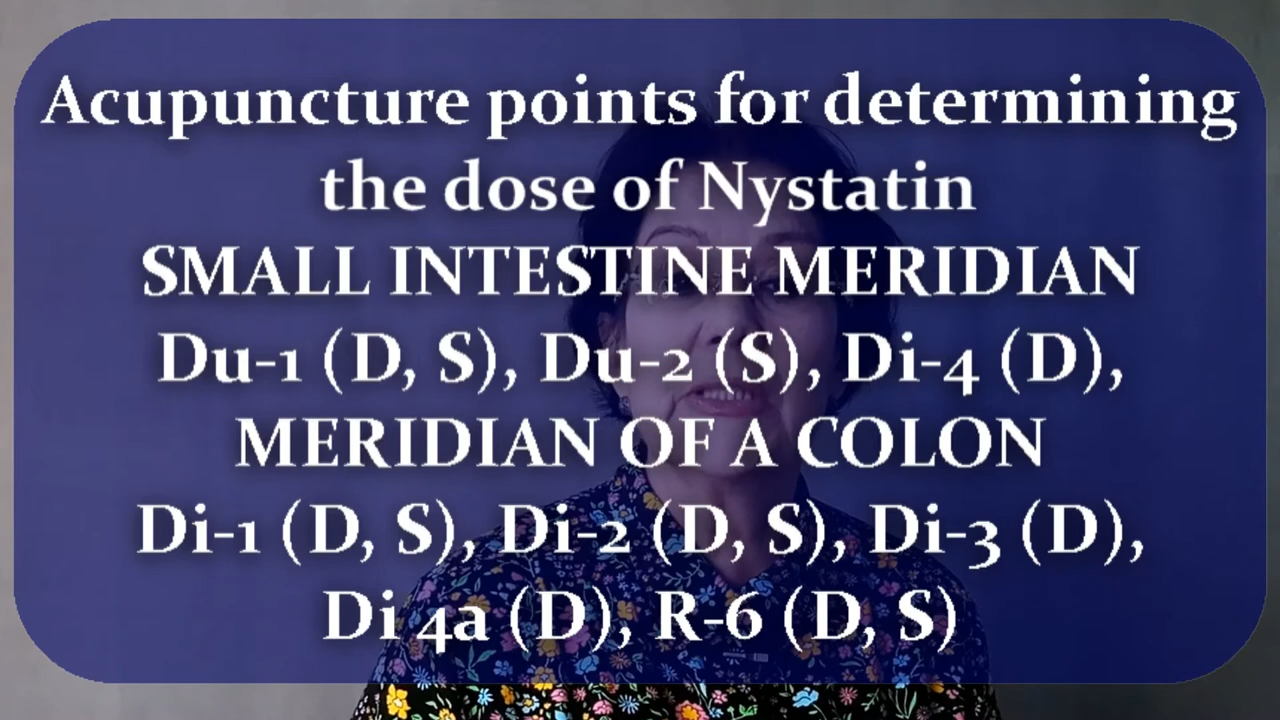 Acupuncture points for determining
the dose of Nystatin
SMALL INTESTINE MERIDIAN
Du-1 (D, S), Du-2 (S), Di-4 (D),
MERIDIAN OF A COLON
Di-1 (D, S), Di-2 (D, S), Di-3 (D),
Di 4a (D), R-6 (D, S)